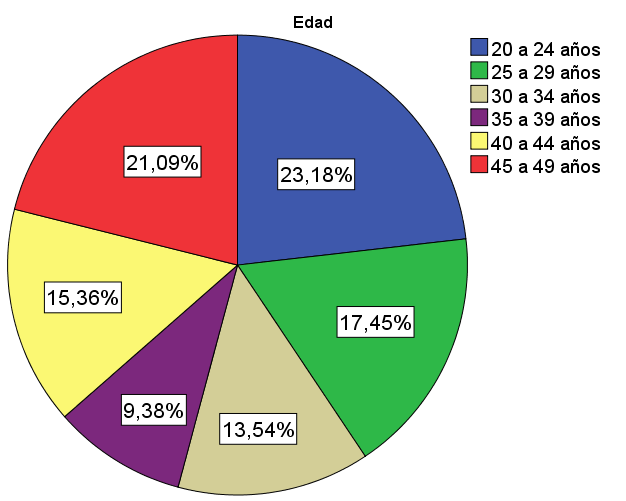 Edad
20 a 24 años
25 a 29 años
30 a 34 años
35 a 39 años
40 a 44 años
45 a 49 años
21,09%
23,18%
15,36%
17,45%
9,38%
13,54%